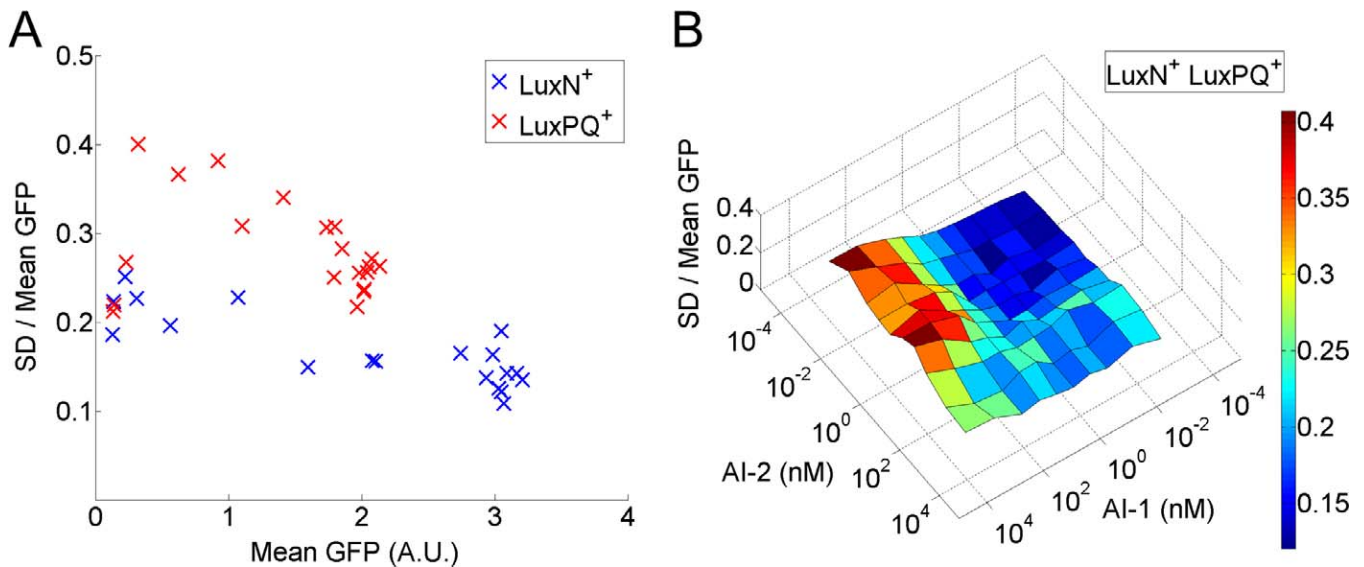 A
0.5
0.4
0.3
0.2
0.1
SD / Mean GFP
0
1
2
3
4
Mean GFP (A.U.)
LuxN⁺
LuxPQ⁺
B
LuxN⁺ LuxPQ⁺
SD / Mean GFP
0.4
0.2
0
10⁻⁴
10⁻²
10⁰
10²
10⁴
AI-2 (nM)
10⁴
10²
10⁰
10⁻²
10⁻⁴
AI-1 (nM)
0.4
0.35
0.3
0.25
0.2
0.15